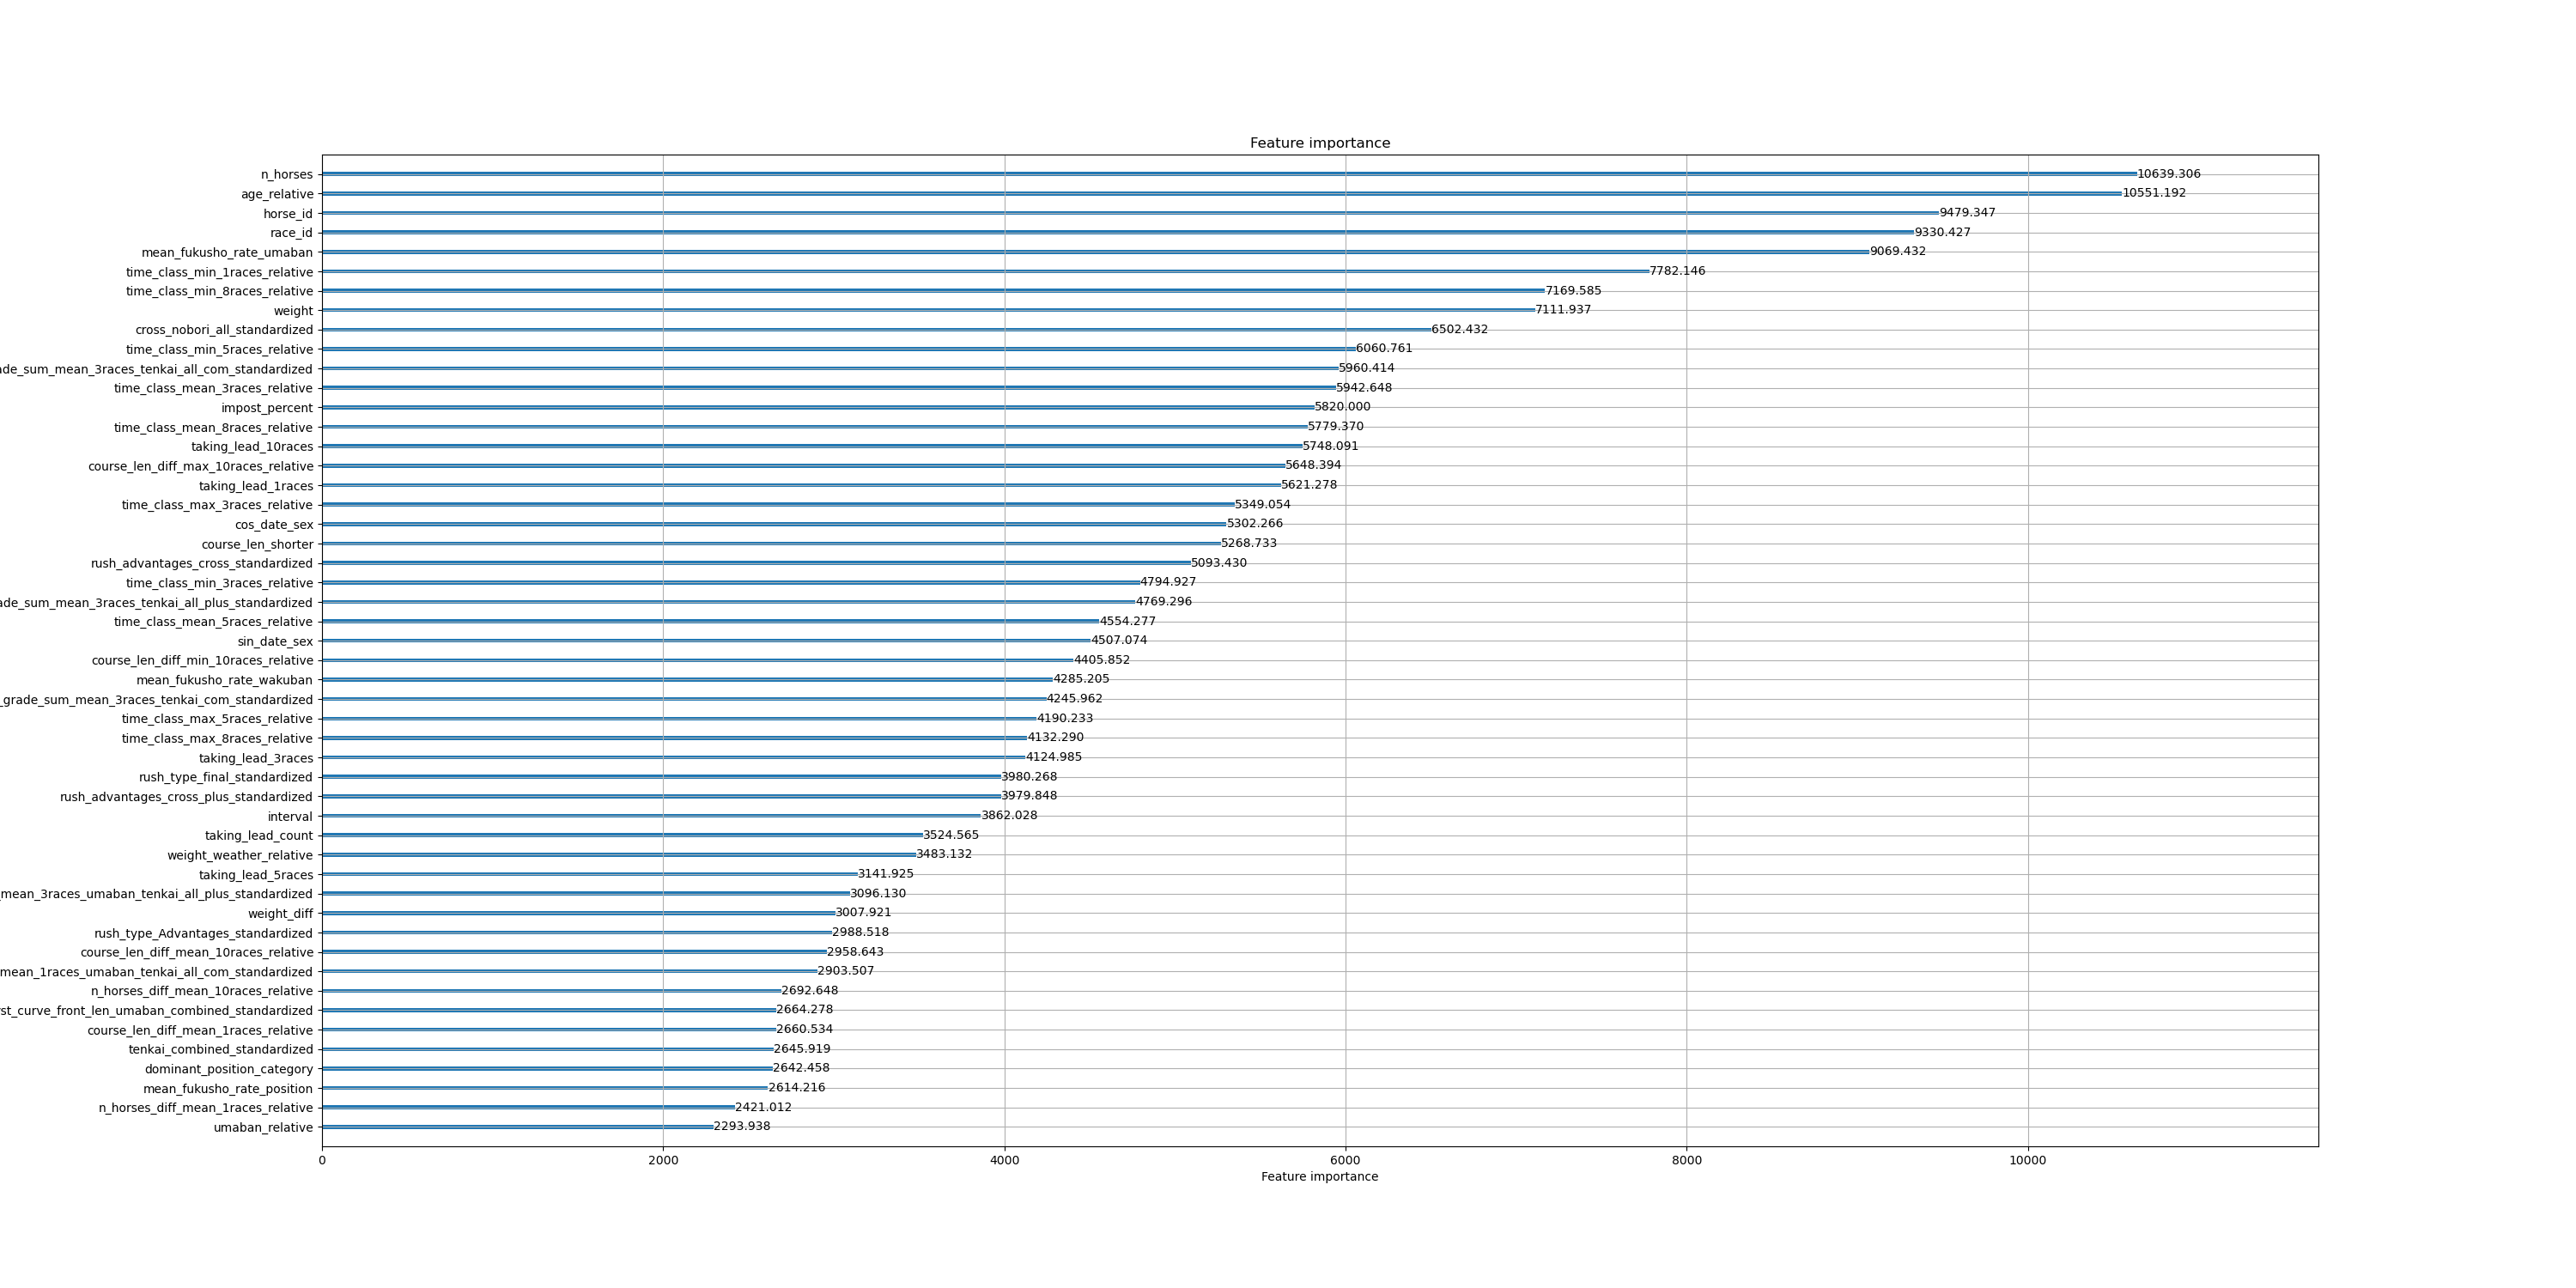 Feature importance
n_horses 10639.306
age_relative 10551.192
horse_id 9479.347
race_id 9330.427
mean_fukusho_rate_umaban 9069.432
time_class_min_1races_relative 7782.146
time_class_min_8races_relative 7169.585
weight 7111.937
cross_nobori_all_standardized 6502.432
time_class_min_5races_relative 6060.761
ade_sum_mean_3races_tenkai_all_com_standardized 5960.414
time_class_mean_3races_relative 5942.648
impost_percent 5820.000
time_class_mean_8races_relative 5779.370
taking_lead_10races 5748.091
course_len_diff_max_10races_relative 5648.394
taking_lead_1races 5621.278
time_class_max_3races_relative 5349.054
cos_date_sex 5302.266
course_len_shorter 5268.733
rush_advantages_cross_standardized 5093.430
time_class_min_3races_relative 4794.927
ade_sum_mean_3races_tenkai_all_plus_standardized 4769.296
time_class_mean_5races_relative 4554.277
sin_date_sex 4507.074
course_len_diff_min_10races_relative 4405.852
mean_fukusho_rate_wakuban 4285.205
_grade_sum_mean_3races_tenkai_com_standardized 4245.962
time_class_max_5races_relative 4190.233
time_class_max_8races_relative 4132.290
taking_lead_3races 4124.985
rush_type_final_standardized 3980.268
rush_advantages_cross_plus_standardized 3979.848
interval 3862.028
taking_lead_count 3524.565
weight_weather_relative 3483.132
taking_lead_5races 3141.925
_mean_3races_umaban_tenkai_all_plus_standardized 3096.130
weight_diff 3007.921
rush_type_Advantages_standardized 2988.518
course_len_diff_mean_10races_relative 2958.643
mean_1races_umaban_tenkai_all_com_standardized 2903.507
n_horses_diff_mean_10races_relative 2692.648
st_curve_front_len_umaban_combined_standardized 2664.278
course_len_diff_mean_1races_relative 2660.534
tenkai_combined_standardized 2645.919
dominant_position_category 2642.458
mean_fukusho_rate_position 2614.216
n_horses_diff_mean_1races_relative 2421.012
umaban_relative 2293.938
0 2000 4000 6000 8000 10000
Feature importance